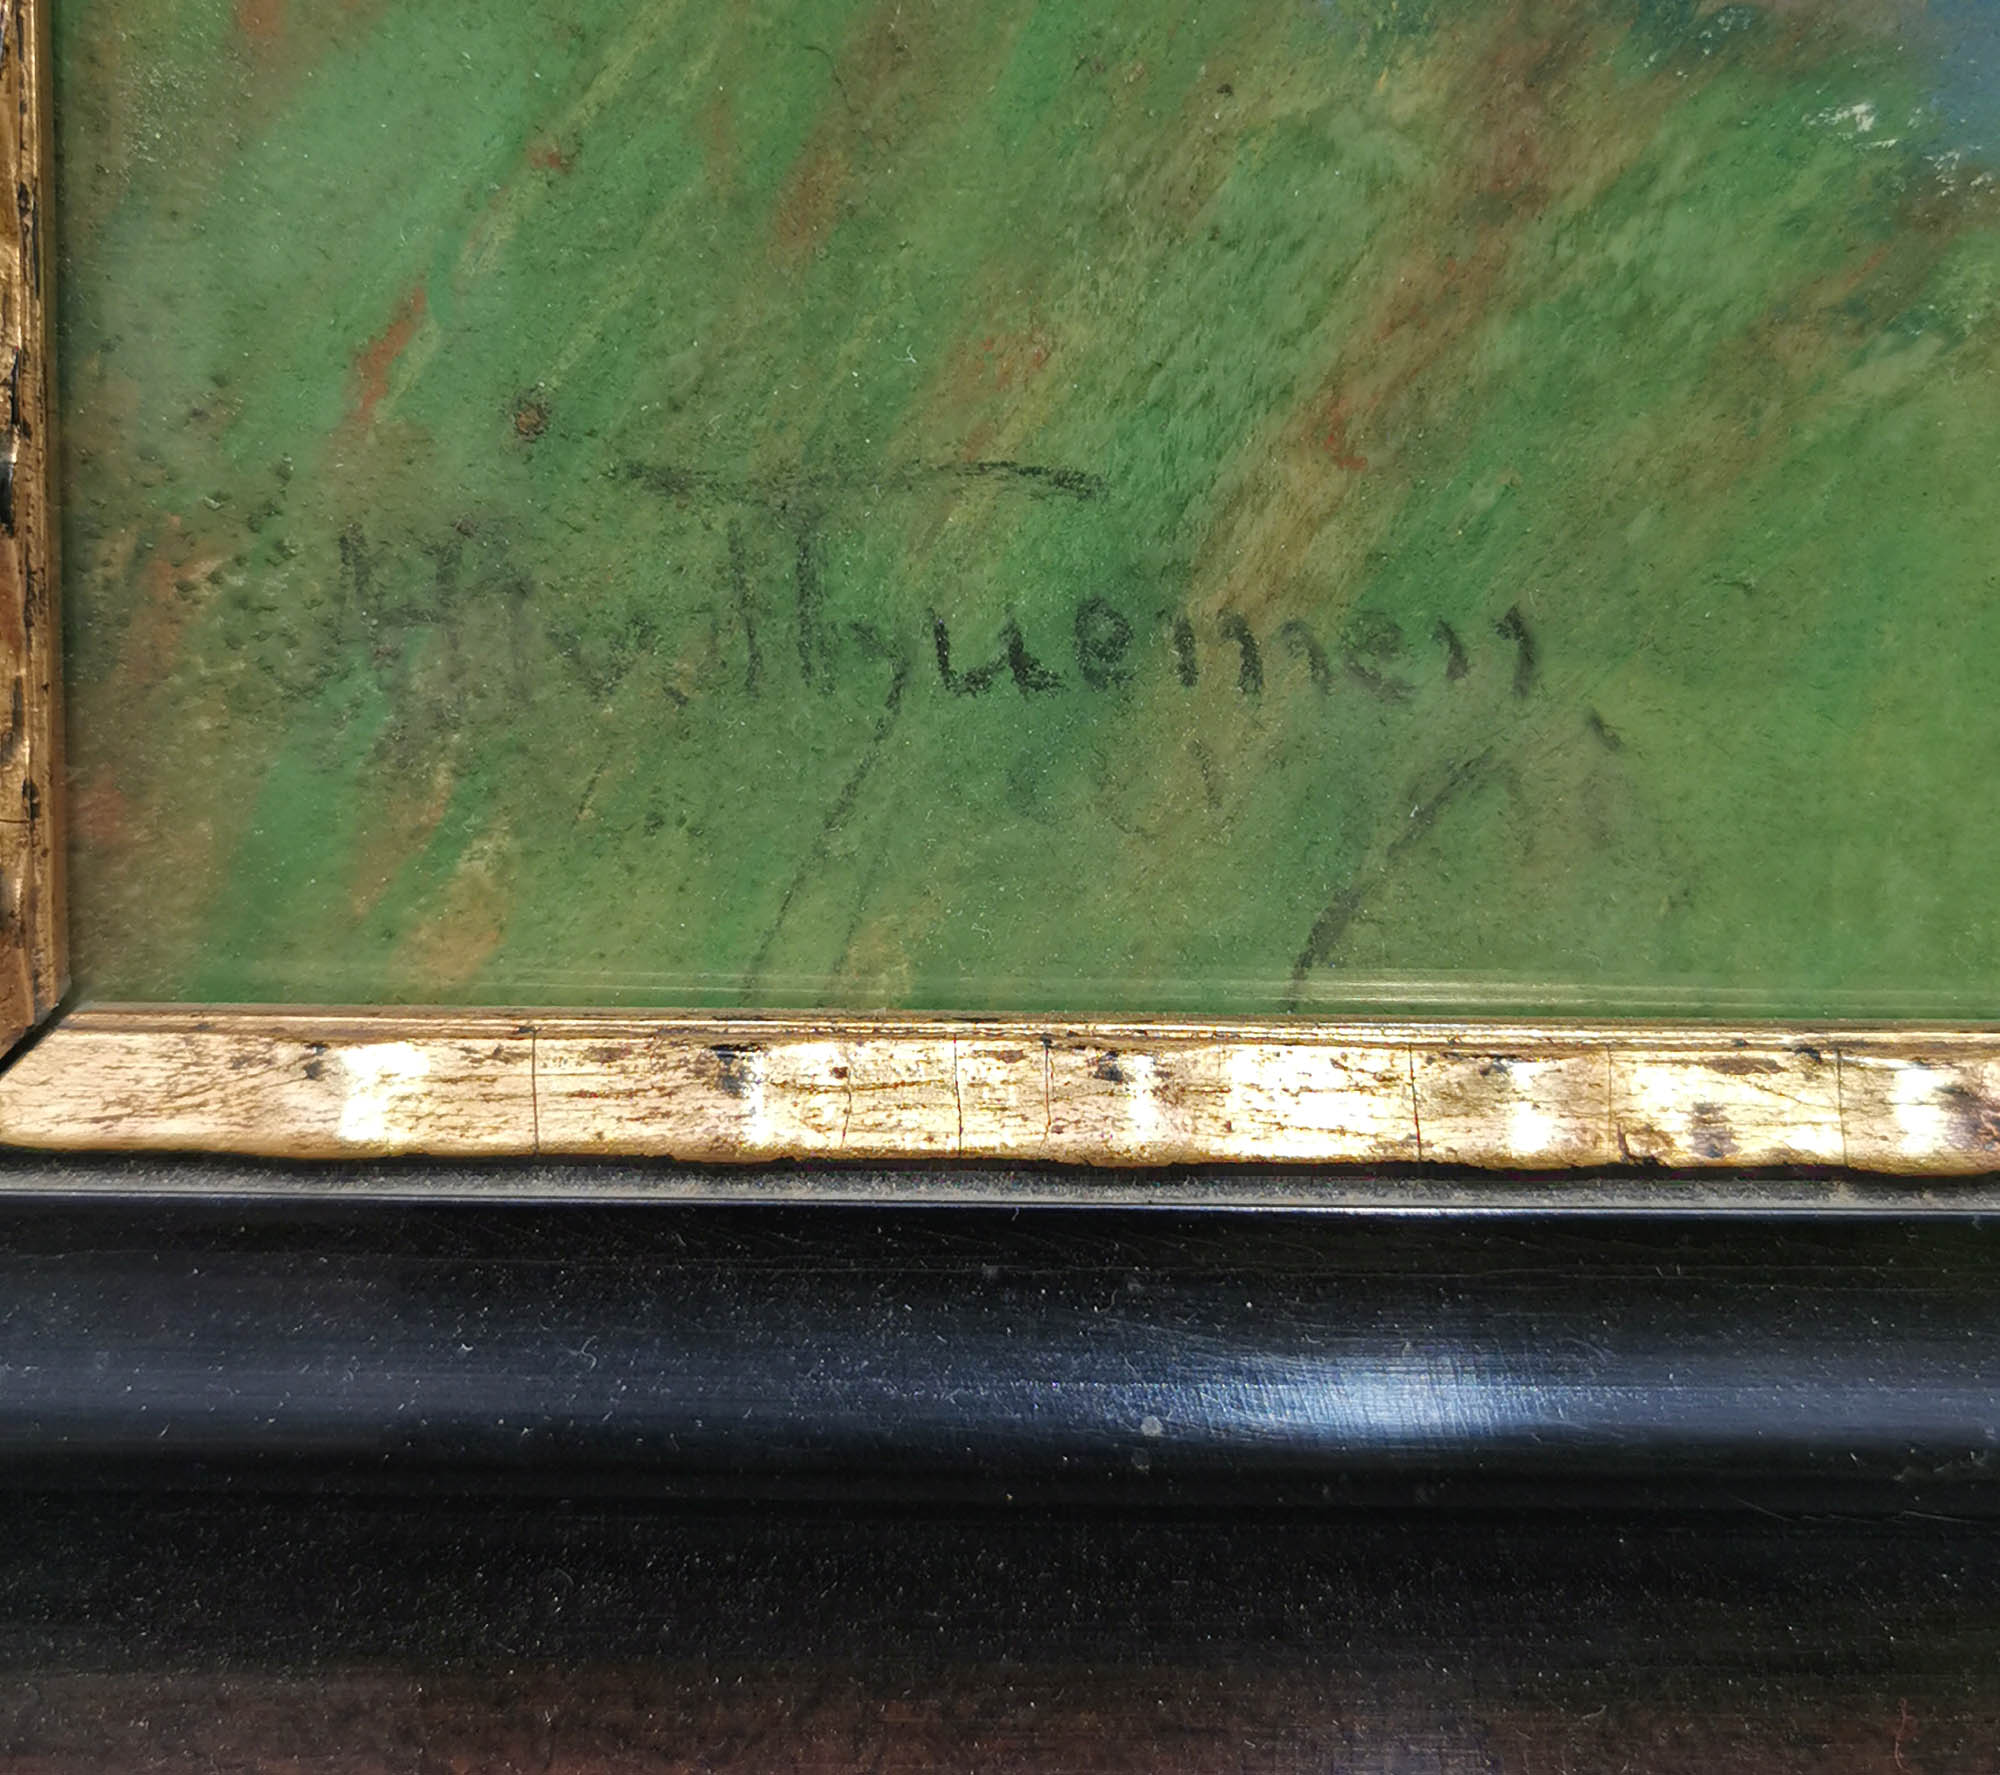 H. v. Thuemen